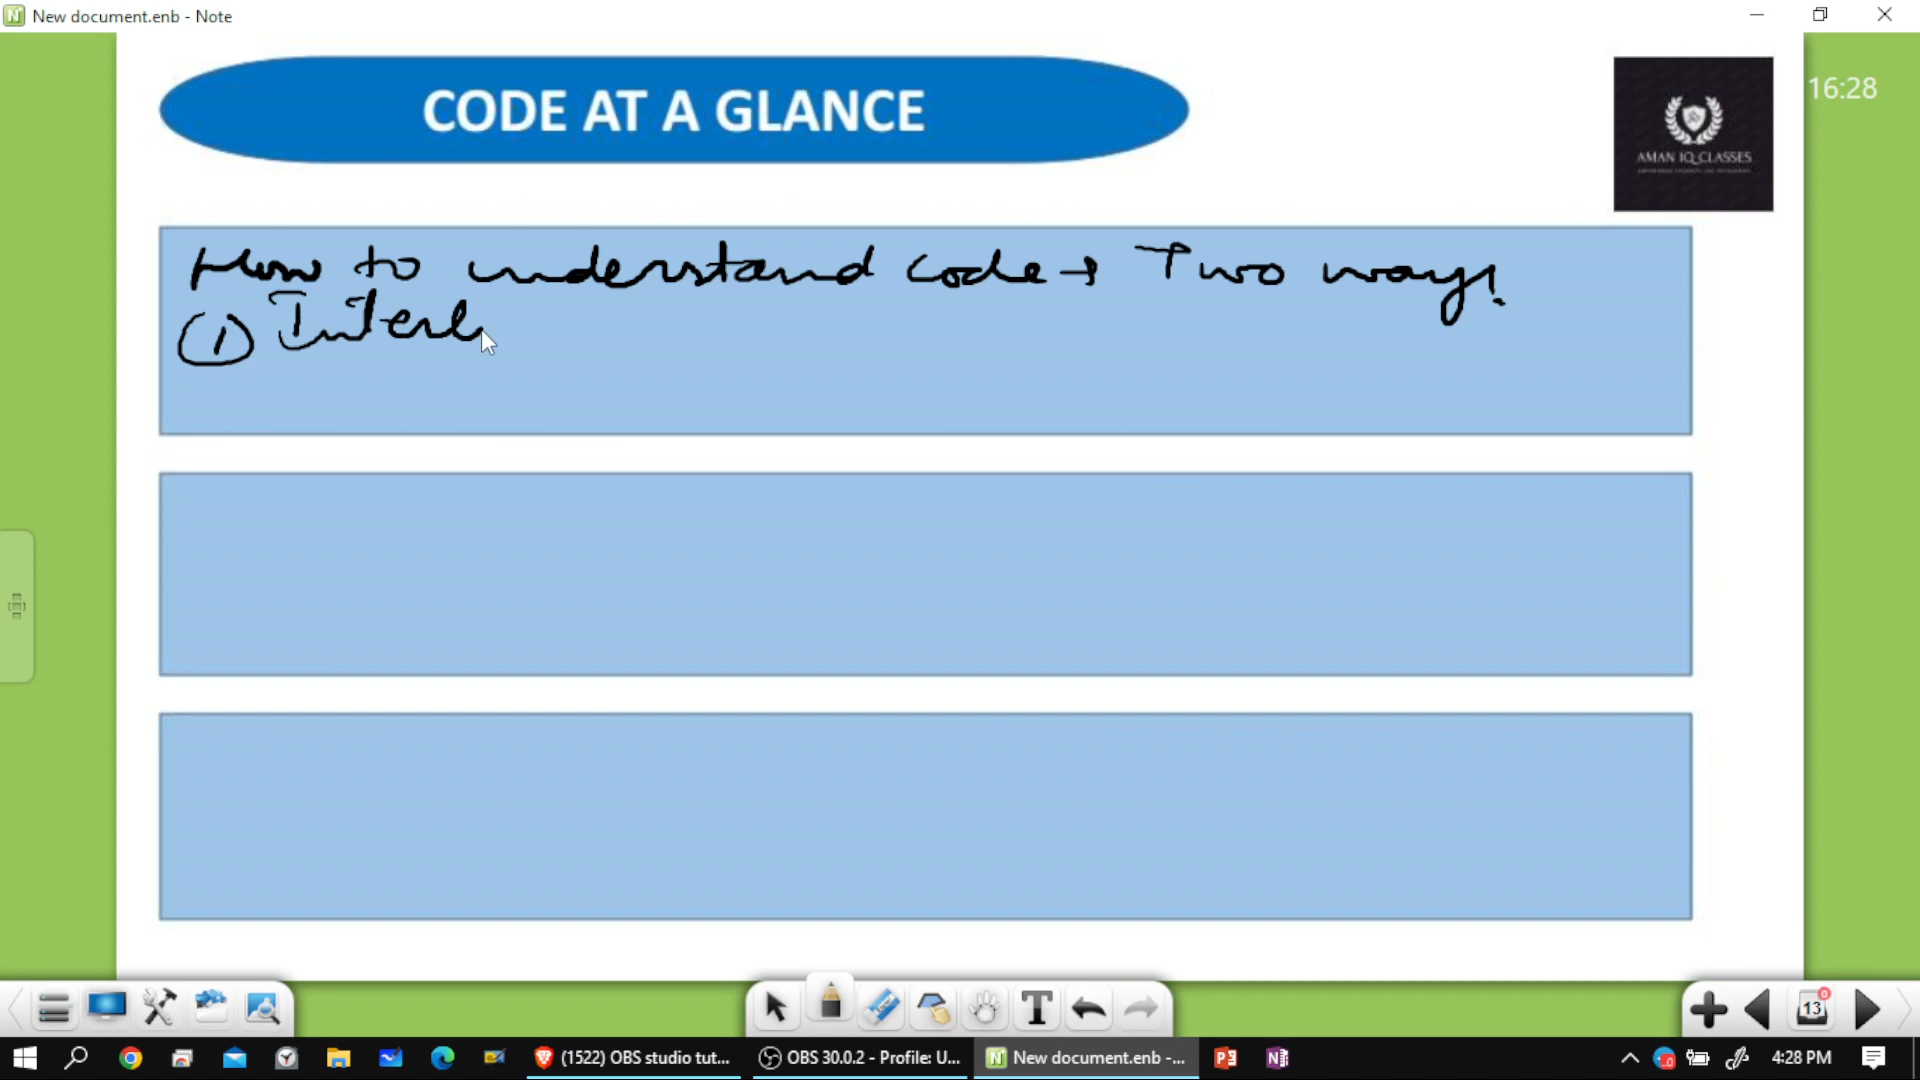 New document.enb - Note
CODE AT A GLANCE
AMAN IQ CLASSES
16:28
How to understand code → Two ways.
① Interl
13
0
(1522) OBS studio tut...
OBS 30.0.2 - Profile: U...
New document.enb -...
4:28 PM